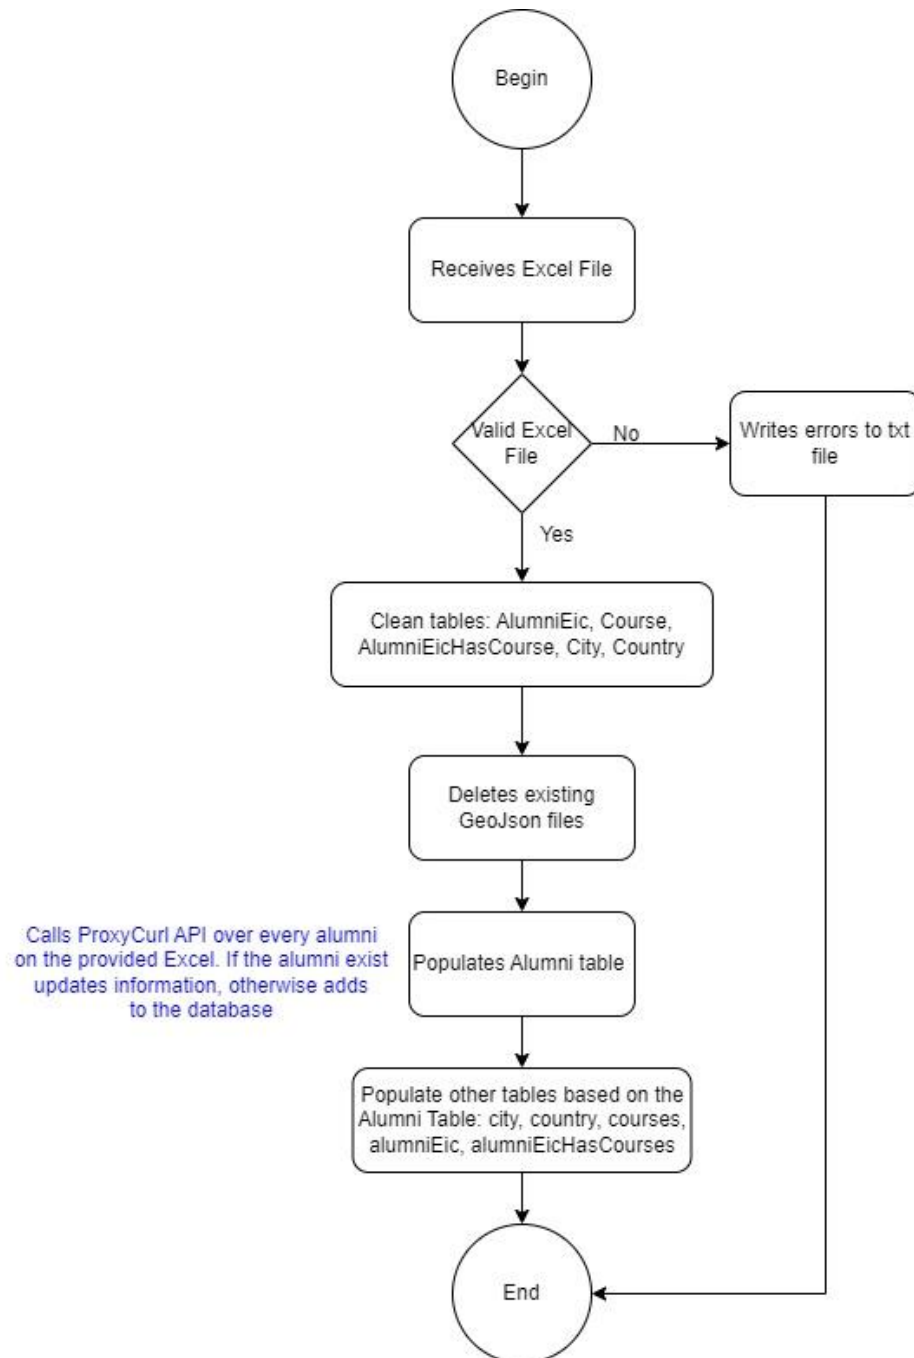 Begin
Receives Excel File
Valid Excel
File
No
Writes errors to txt
file
Yes
Clean tables: AlumniEic, Course,
AlumniEicHasCourse, City, Country
Deletes existing
GeoJson files
Calls ProxyCurl API over every alumni
on the provided Excel. If the alumni exist
updates information, otherwise adds
to the database
Populates Alumni table
Populate other tables based on the
Alumni Table: city, country, courses,
alumniEic, alumniEicHasCourses
End